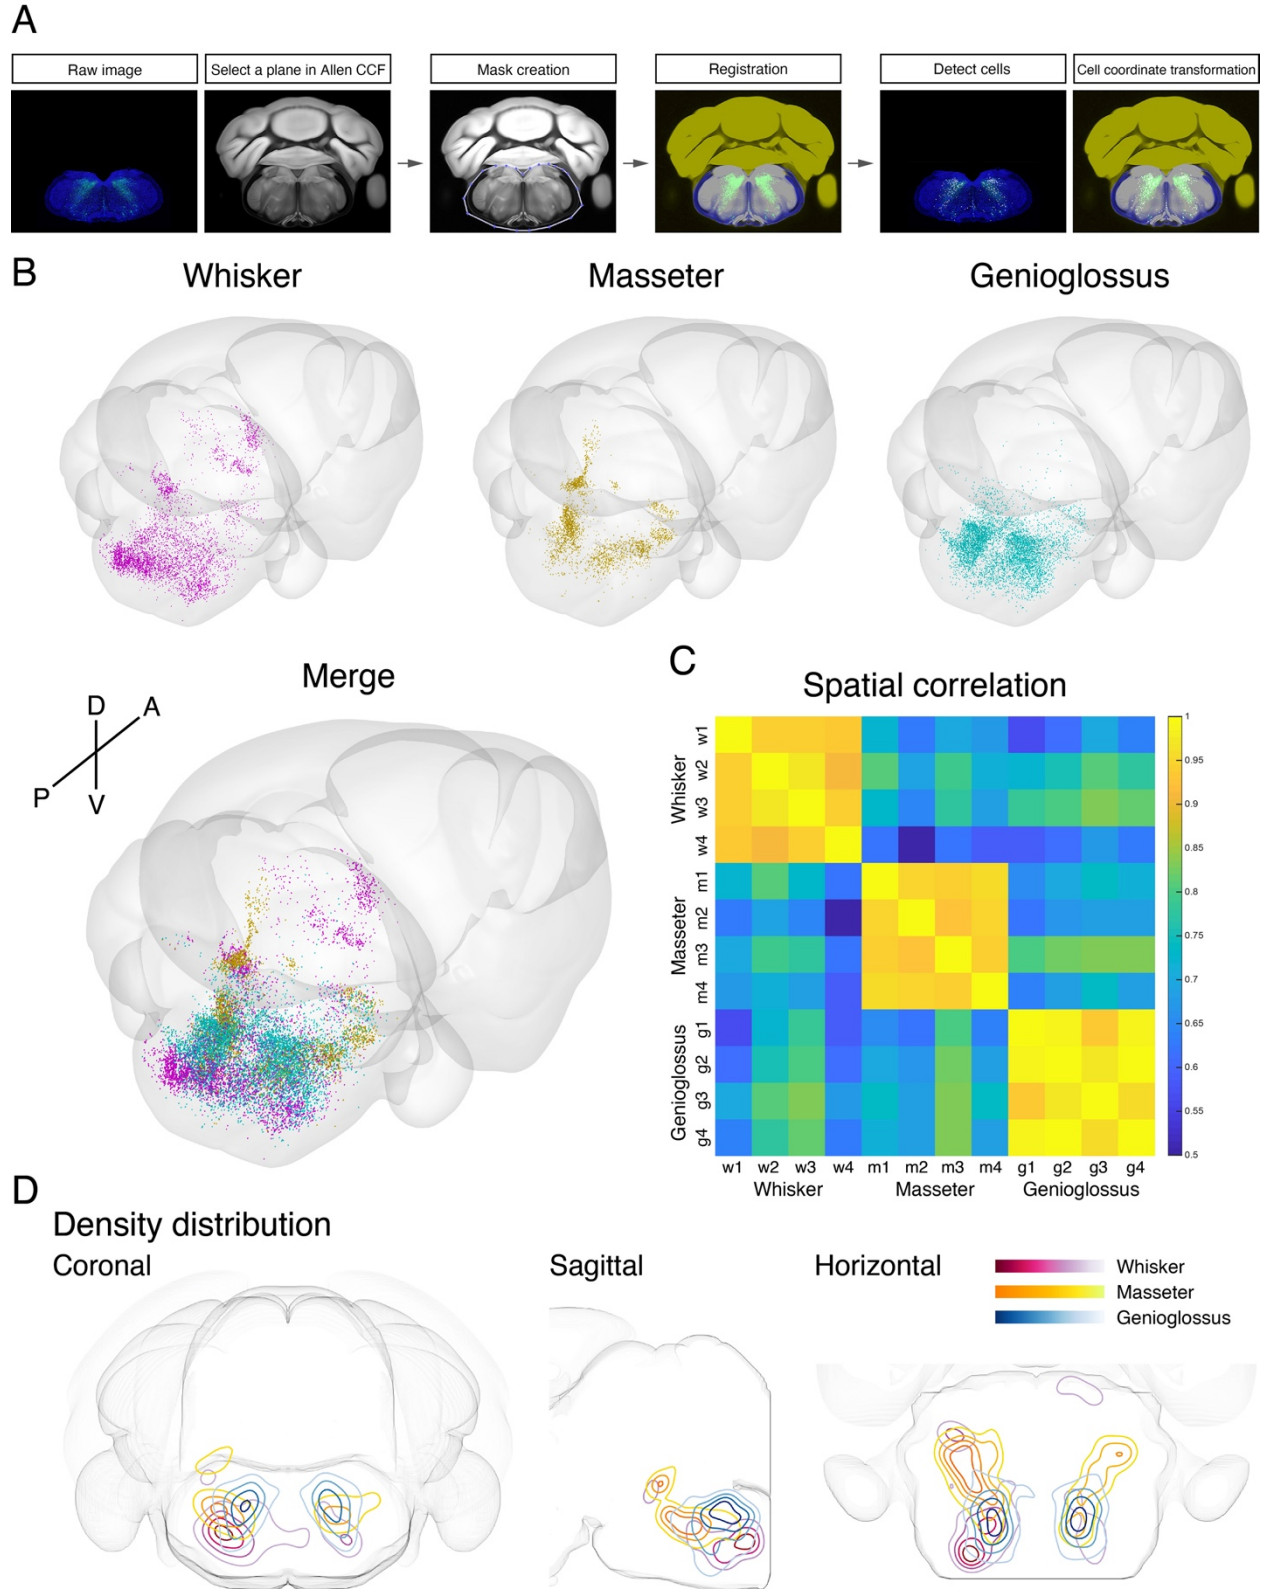 A
Raw image
Select a plane in Allen CCF
Mask creation
Registration
Detect cells
Cell coordinate transformation
B
Whisker
Masseter
Genioglossus
Merge
D
A
P
V
C
Spatial correlation
Whisker
w1
w2
w3
w4
Masseter
m1
m2
m3
m4
Genioglossus
g1
g2
g3
g4
w1 w2 w3 w4 m1 m2 m3 m4 g1 g2 g3 g4
Whisker Masseter Genioglossus
1
0.95
0.9
0.85
0.8
0.75
0.7
0.65
0.6
0.55
0.5
D
Density distribution
Coronal
Sagittal
Horizontal
Whisker
Masseter
Genioglossus